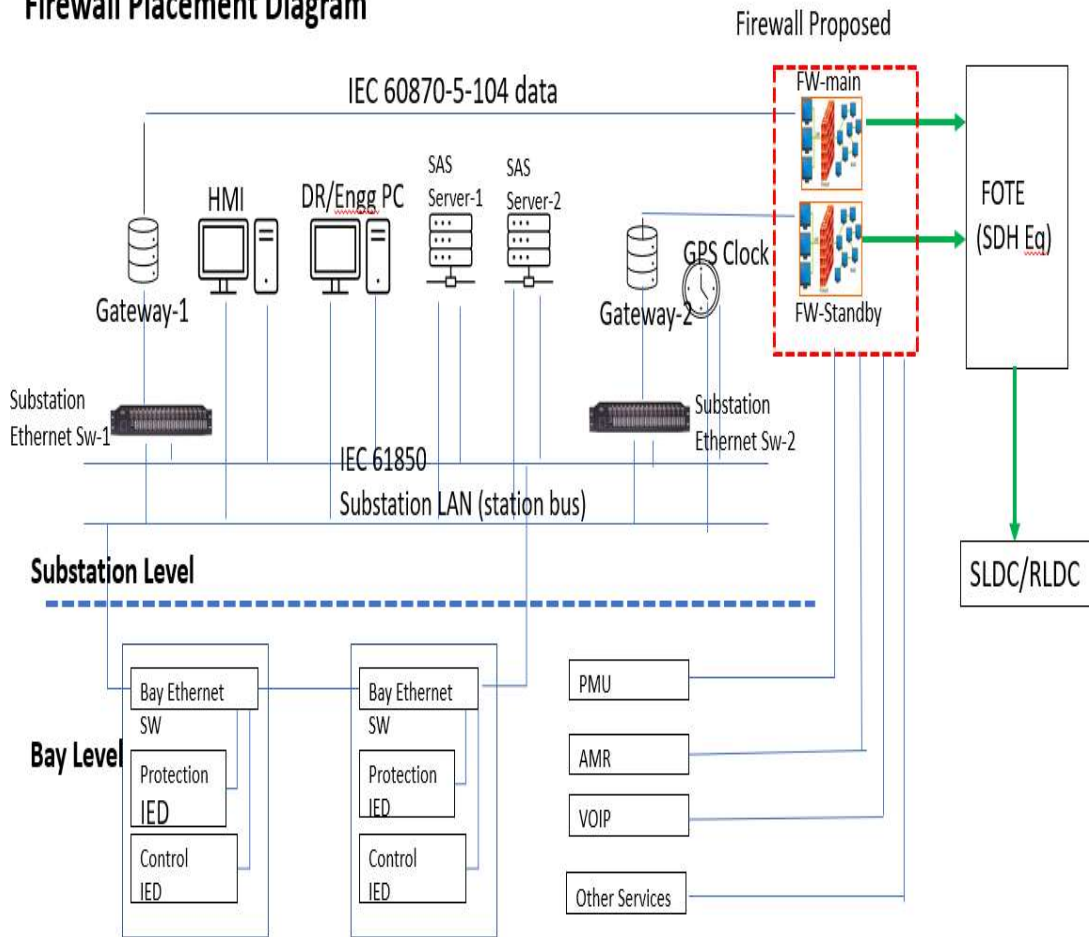 Firewall Placement Diagram
Firewall Proposed
IEC 60870-5-104 data
FW-main
FOTE
(SDH Eq)
HMI
DR/Engg PC
SAS
Server-1
SAS
Server-2
GPS Clock
Gateway-1
Gateway-2
FW-Standby
Substation
Ethernet Sw-1
Substation
Ethernet Sw-2
IEC 61850
Substation LAN (station bus)
SLDC/RLDC
Substation Level
Bay Level
Bay Ethernet
SW
Protection
IED
Control
IED
Bay Ethernet
SW
Protection
IED
Control
IED
PMU
AMR
VOIP
Other Services